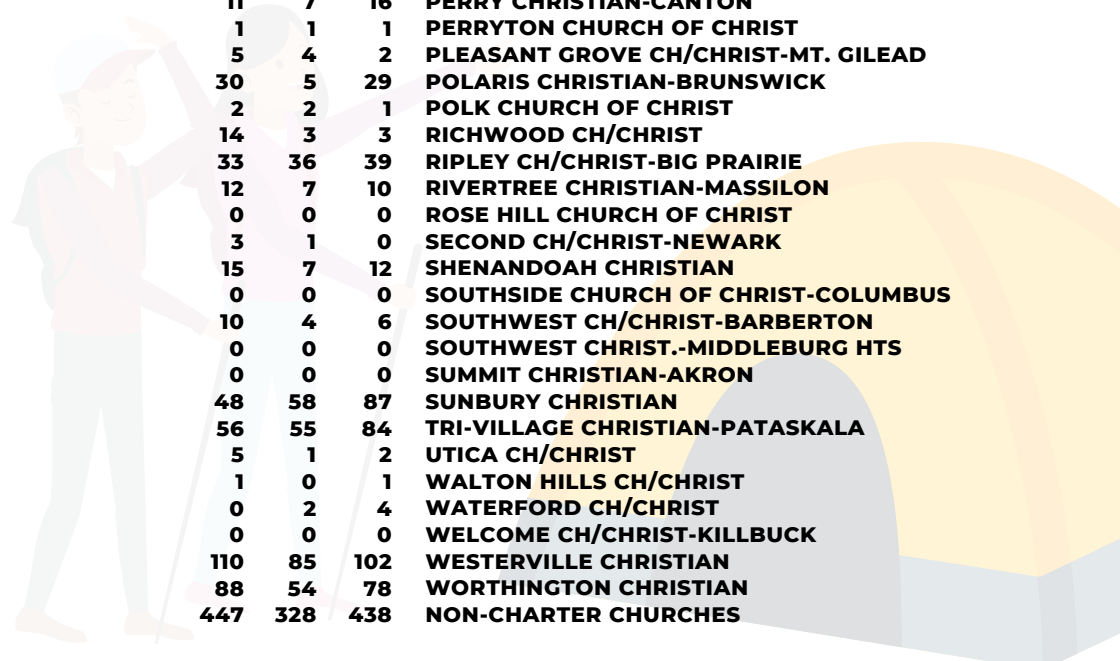 11 7 16 PERRY CHRISTIAN-CANTON
1 1 1 PERRYTON CHURCH OF CHRIST
5 4 2 PLEASANT GROVE CH/CHRIST-MT. GILEAD
30 5 29 POLARIS CHRISTIAN-BRUNSWICK
2 2 1 POLK CHURCH OF CHRIST
14 3 3 RICHWOOD CH/CHRIST
33 36 39 RIPLEY CH/CHRIST-BIG PRAIRIE
12 7 10 RIVERTREE CHRISTIAN-MASSILON
0 0 0 ROSE HILL CHURCH OF CHRIST
3 1 0 SECOND CH/CHRIST-NEWARK
15 7 12 SHENANDOAH CHRISTIAN
0 0 0 SOUTHSIDE CHURCH OF CHRIST-COLUMBUS
10 4 6 SOUTHWEST CH/CHRIST-BARBERTON
0 0 0 SOUTHWEST CHRIST.-MIDDLEBURG HTS
0 0 0 SUMMIT CHRISTIAN-AKRON
48 58 87 SUNBURY CHRISTIAN
56 55 84 TRI-VILLAGE CHRISTIAN-PATASKALA
5 1 2 UTICA CH/CHRIST
1 0 1 WALTON HILLS CH/CHRIST
0 2 4 WATERFORD CH/CHRIST
0 0 0 WELCOME CH/CHRIST-KILLBUCK
110 85 102 WESTERVILLE CHRISTIAN
88 54 78 WORTHINGTON CHRISTIAN
447 328 438 NON-CHARTER CHURCHES